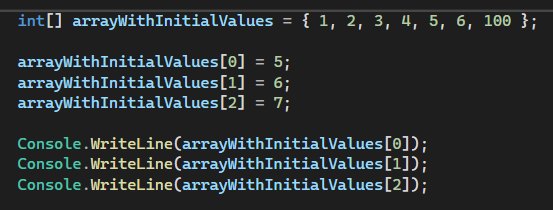 int[] arrayWithInitialValues = { 1, 2, 3, 4, 5, 6, 100 };
arrayWithInitialValues[0] = 5;
arrayWithInitialValues[1] = 6;
arrayWithInitialValues[2] = 7;
Console.WriteLine(arrayWithInitialValues[0]);
Console.WriteLine(arrayWithInitialValues[1]);
Console.WriteLine(arrayWithInitialValues[2]);